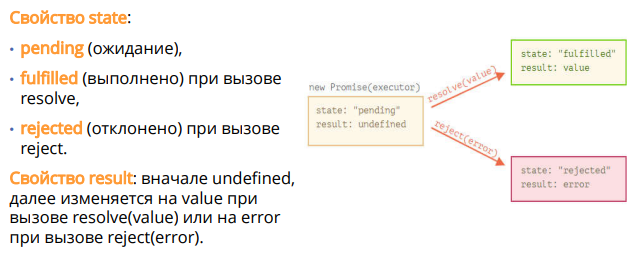 Свойство state:
• pending (ожидание),
• fulfilled (выполнено) при вызове
resolve,
• rejected (отклонено) при вызове
reject.
Свойство result: вначале undefined,
далее изменяется на value при
вызове resolve(value) или на error
при вызове reject(error).
new Promise(executor)
state: "pending"
result: undefined
resolve(value)
reject(error)
state: "fulfilled"
result: value
state: "rejected"
result: error